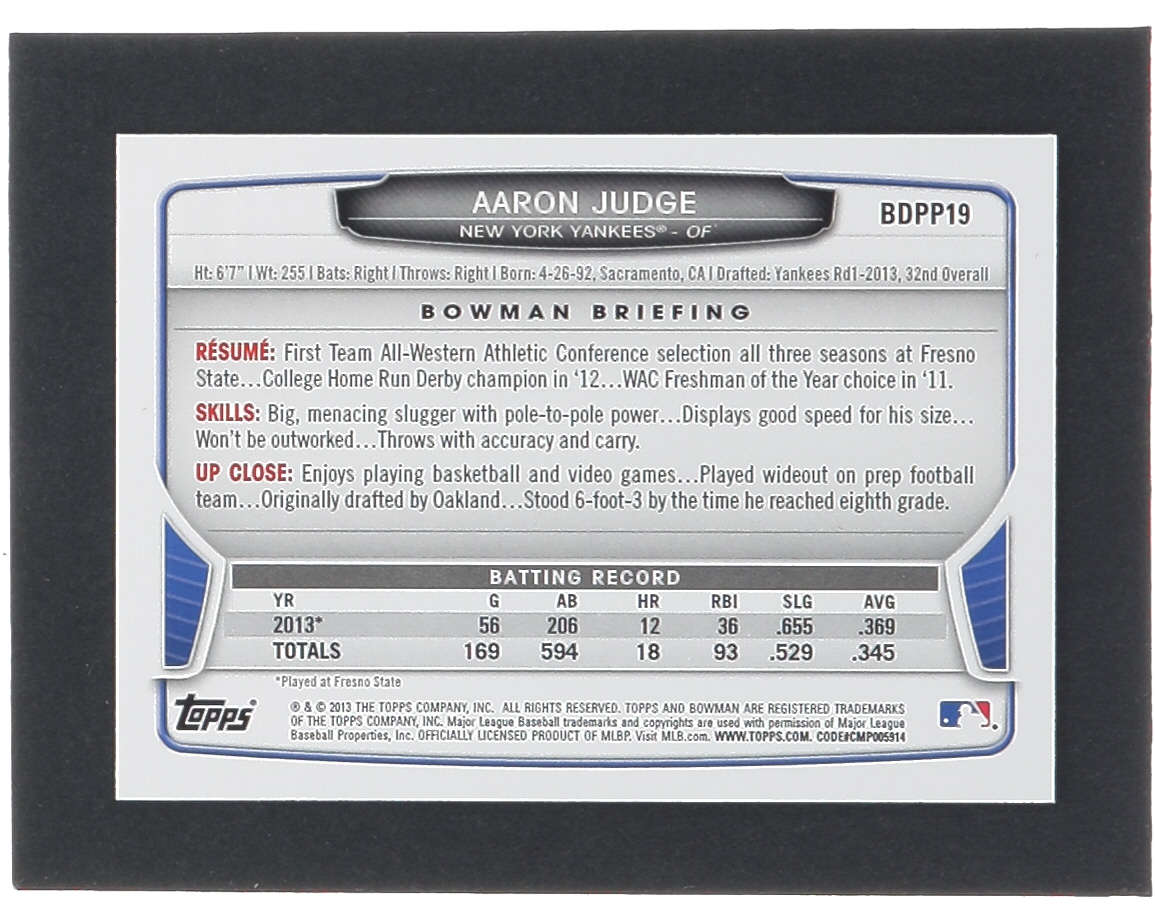 AARON JUDGE
NEW YORK YANKEES® - OF
BDPP19
Ht: 6'7" | Wt: 255 | Bats: Right | Throws: Right | Born: 4-26-92, Sacramento, CA | Drafted: Yankees Rd1-2013, 32nd Overall
BOWMAN BRIEFING
RÉSUMÉ: First Team All-Western Athletic Conference selection all three seasons at Fresno
State...College Home Run Derby champion in ‘12...WAC Freshman of the Year choice in ‘11.
SKILLS: Big, menacing slugger with pole-to-pole power...Displays good speed for his size...
Won't be outworked...Throws with accuracy and carry.
UP CLOSE: Enjoys playing basketball and video games...Played wideout on prep football
team...Originally drafted by Oakland...Stood 6-foot-3 by the time he reached eighth grade.
BATTING RECORD
YR G AB HR RBI SLG AVG
2013* 56 206 12 36 .655 .369
TOTALS 169 594 18 93 .529 .345
*Played at Fresno State
Topps®
® & © 2013 THE TOPPS COMPANY, INC. ALL RIGHTS RESERVED. TOPPS AND BOWMAN ARE REGISTERED TRADEMARKS
OF THE TOPPS COMPANY, INC. Major League Baseball trademarks and copyrights are used with permission of Major League
Baseball Properties, Inc. OFFICIALLY LICENSED PRODUCT OF MLBP. Visit MLB.com. WWW.TOPPS.COM. CODE#CMP005914